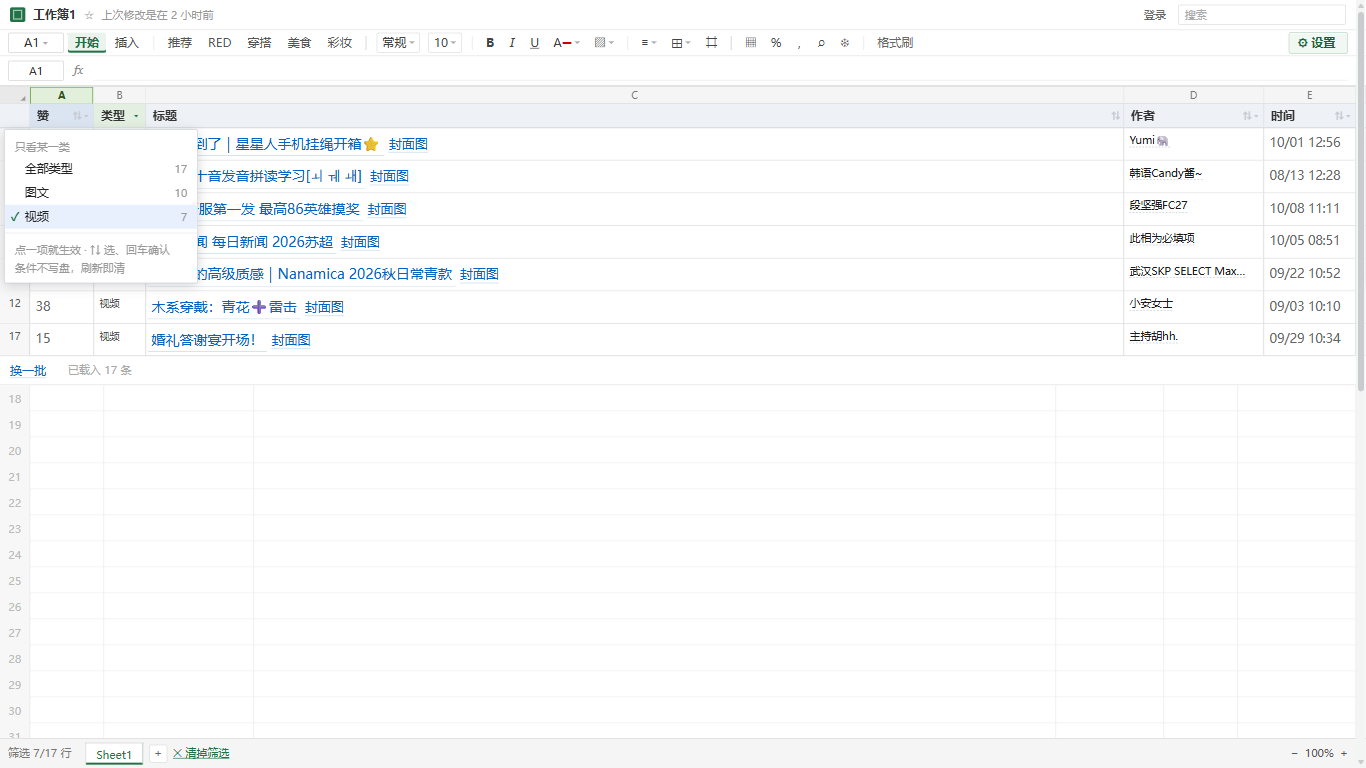 工作簿1 ☆ 上次修改是在 2 小时前 登录 搜索
A1 开始 插入 推荐 RED 穿搭 美食 彩妆 常规 10 B I U A ≡ % , 格式刷 设置
A1 fx
A B C D E
赞 类型 标题 作者 时间
只看某一类
全部类型 17
图文 10
✓ 视频 7
点一项就生效 · ↑↓ 选、回车确认
条件不写盘，刷新即清
到了｜星星人手机挂绳开箱⭐ 封面图 Yumi🐘 10/01 12:56
十音发音拼读学习[ㅚ ㅞ ㅙ] 封面图 韩语Candy酱~ 08/13 12:28
服第一发 最高86英雄摸奖 封面图 段坚强FC27 10/08 11:11
闻 每日新闻 2026苏超 封面图 此相为必填项 10/05 08:51
的高级质感｜Nanamica 2026秋日常青款 封面图 武汉SKP SELECT Max... 09/22 10:52
12 38 视频 木系穿戴：青花➕雷击 封面图 小安女士 09/03 10:10
17 15 视频 婚礼答谢宴开场！ 封面图 主持胡hh. 09/29 10:34
换一批 已载入 17 条
18
19
20
21
22
23
24
25
26
27
28
29
30
31
筛选 7/17 行 Sheet1 + ✕ 清掉筛选 − 100% +